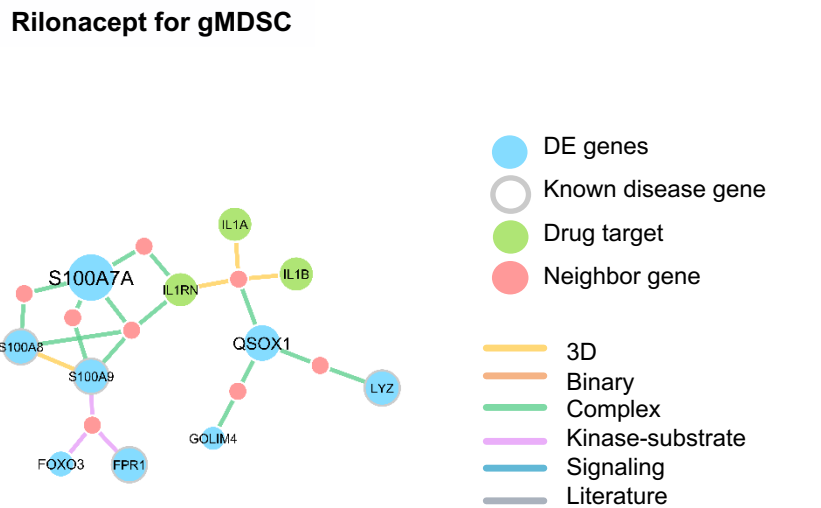 Rilonacept for gMDSC
DE genes
Known disease gene
Drug target
Neighbor gene
IL1A
S100A7A
IL1RN
IL1B
S100A8
QSOX1
S100A9
LYZ
GOLIM4
FOXO3
FPR1
3D
Binary
Complex
Kinase-substrate
Signaling
Literature